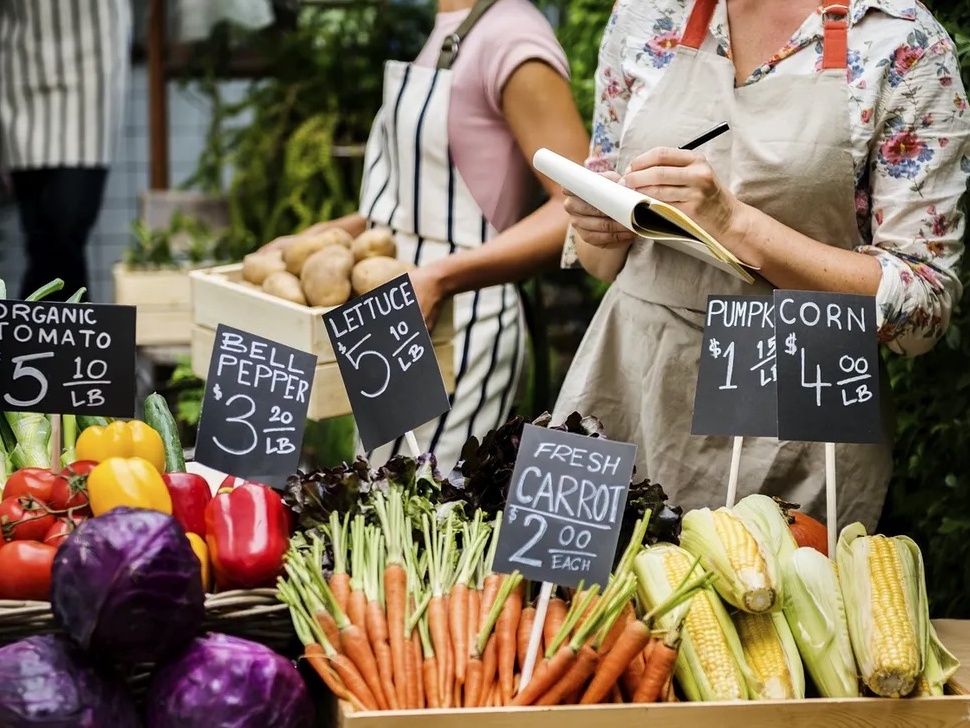 ORGANIC
TOMATO
5 10/LB
BELL
PEPPER
$3 20/LB
LETTUCE
$5 10/LB
FRESH
CARROT
$2 00/EACH
PUMPK
$1 15/LB
CORN
$4 00/LB